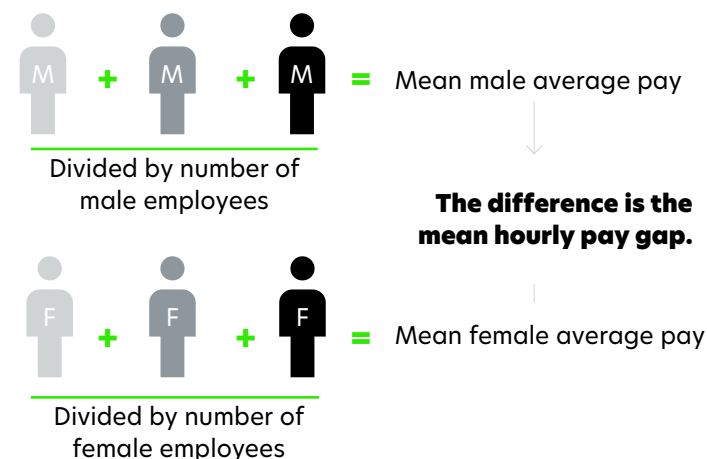 M + M + M = Mean male average pay
Divided by number of
male employees
The difference is the
mean hourly pay gap.
F + F + F = Mean female average pay
Divided by number of
female employees